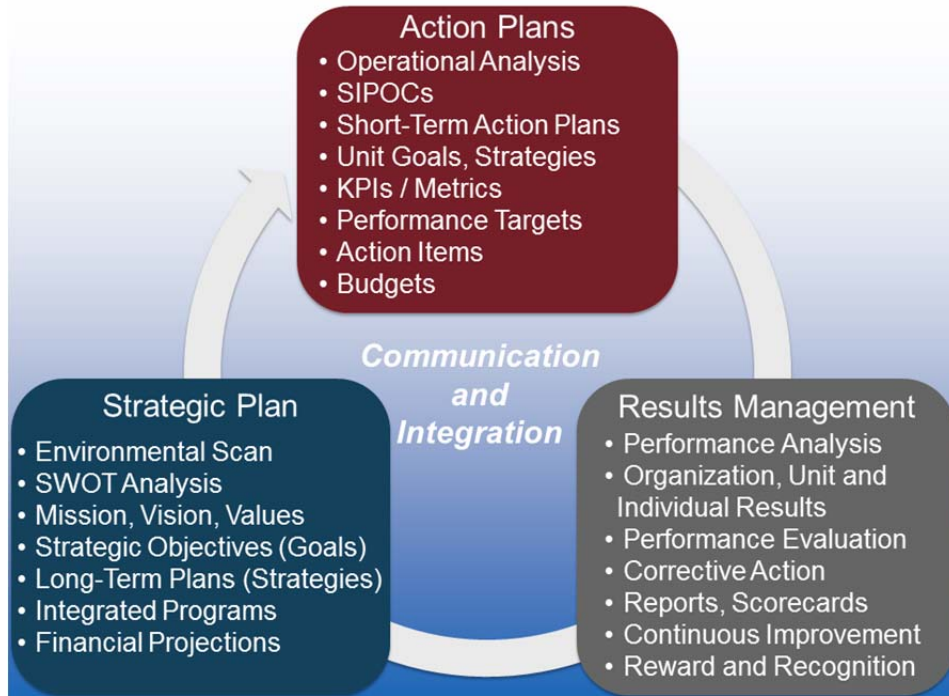 Action Plans
• Operational Analysis
• SIPOCs
• Short-Term Action Plans
• Unit Goals, Strategies
• KPIs / Metrics
• Performance Targets
• Action Items
• Budgets
Communication
and
Integration
Strategic Plan
• Environmental Scan
• SWOT Analysis
• Mission, Vision, Values
• Strategic Objectives (Goals)
• Long-Term Plans (Strategies)
• Integrated Programs
• Financial Projections
Results Management
• Performance Analysis
• Organization, Unit and
Individual Results
• Performance Evaluation
• Corrective Action
• Reports, Scorecards
• Continuous Improvement
• Reward and Recognition